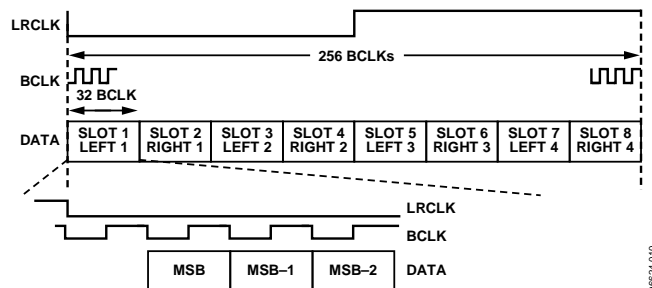 LRCLK
256 BCLKs
BCLK
32 BCLK
DATA
SLOT 1 LEFT 1
SLOT 2 RIGHT 1
SLOT 3 LEFT 2
SLOT 4 RIGHT 2
SLOT 5 LEFT 3
SLOT 6 RIGHT 3
SLOT 7 LEFT 4
SLOT 8 RIGHT 4
LRCLK
BCLK
MSB
MSB–1
MSB–2
DATA